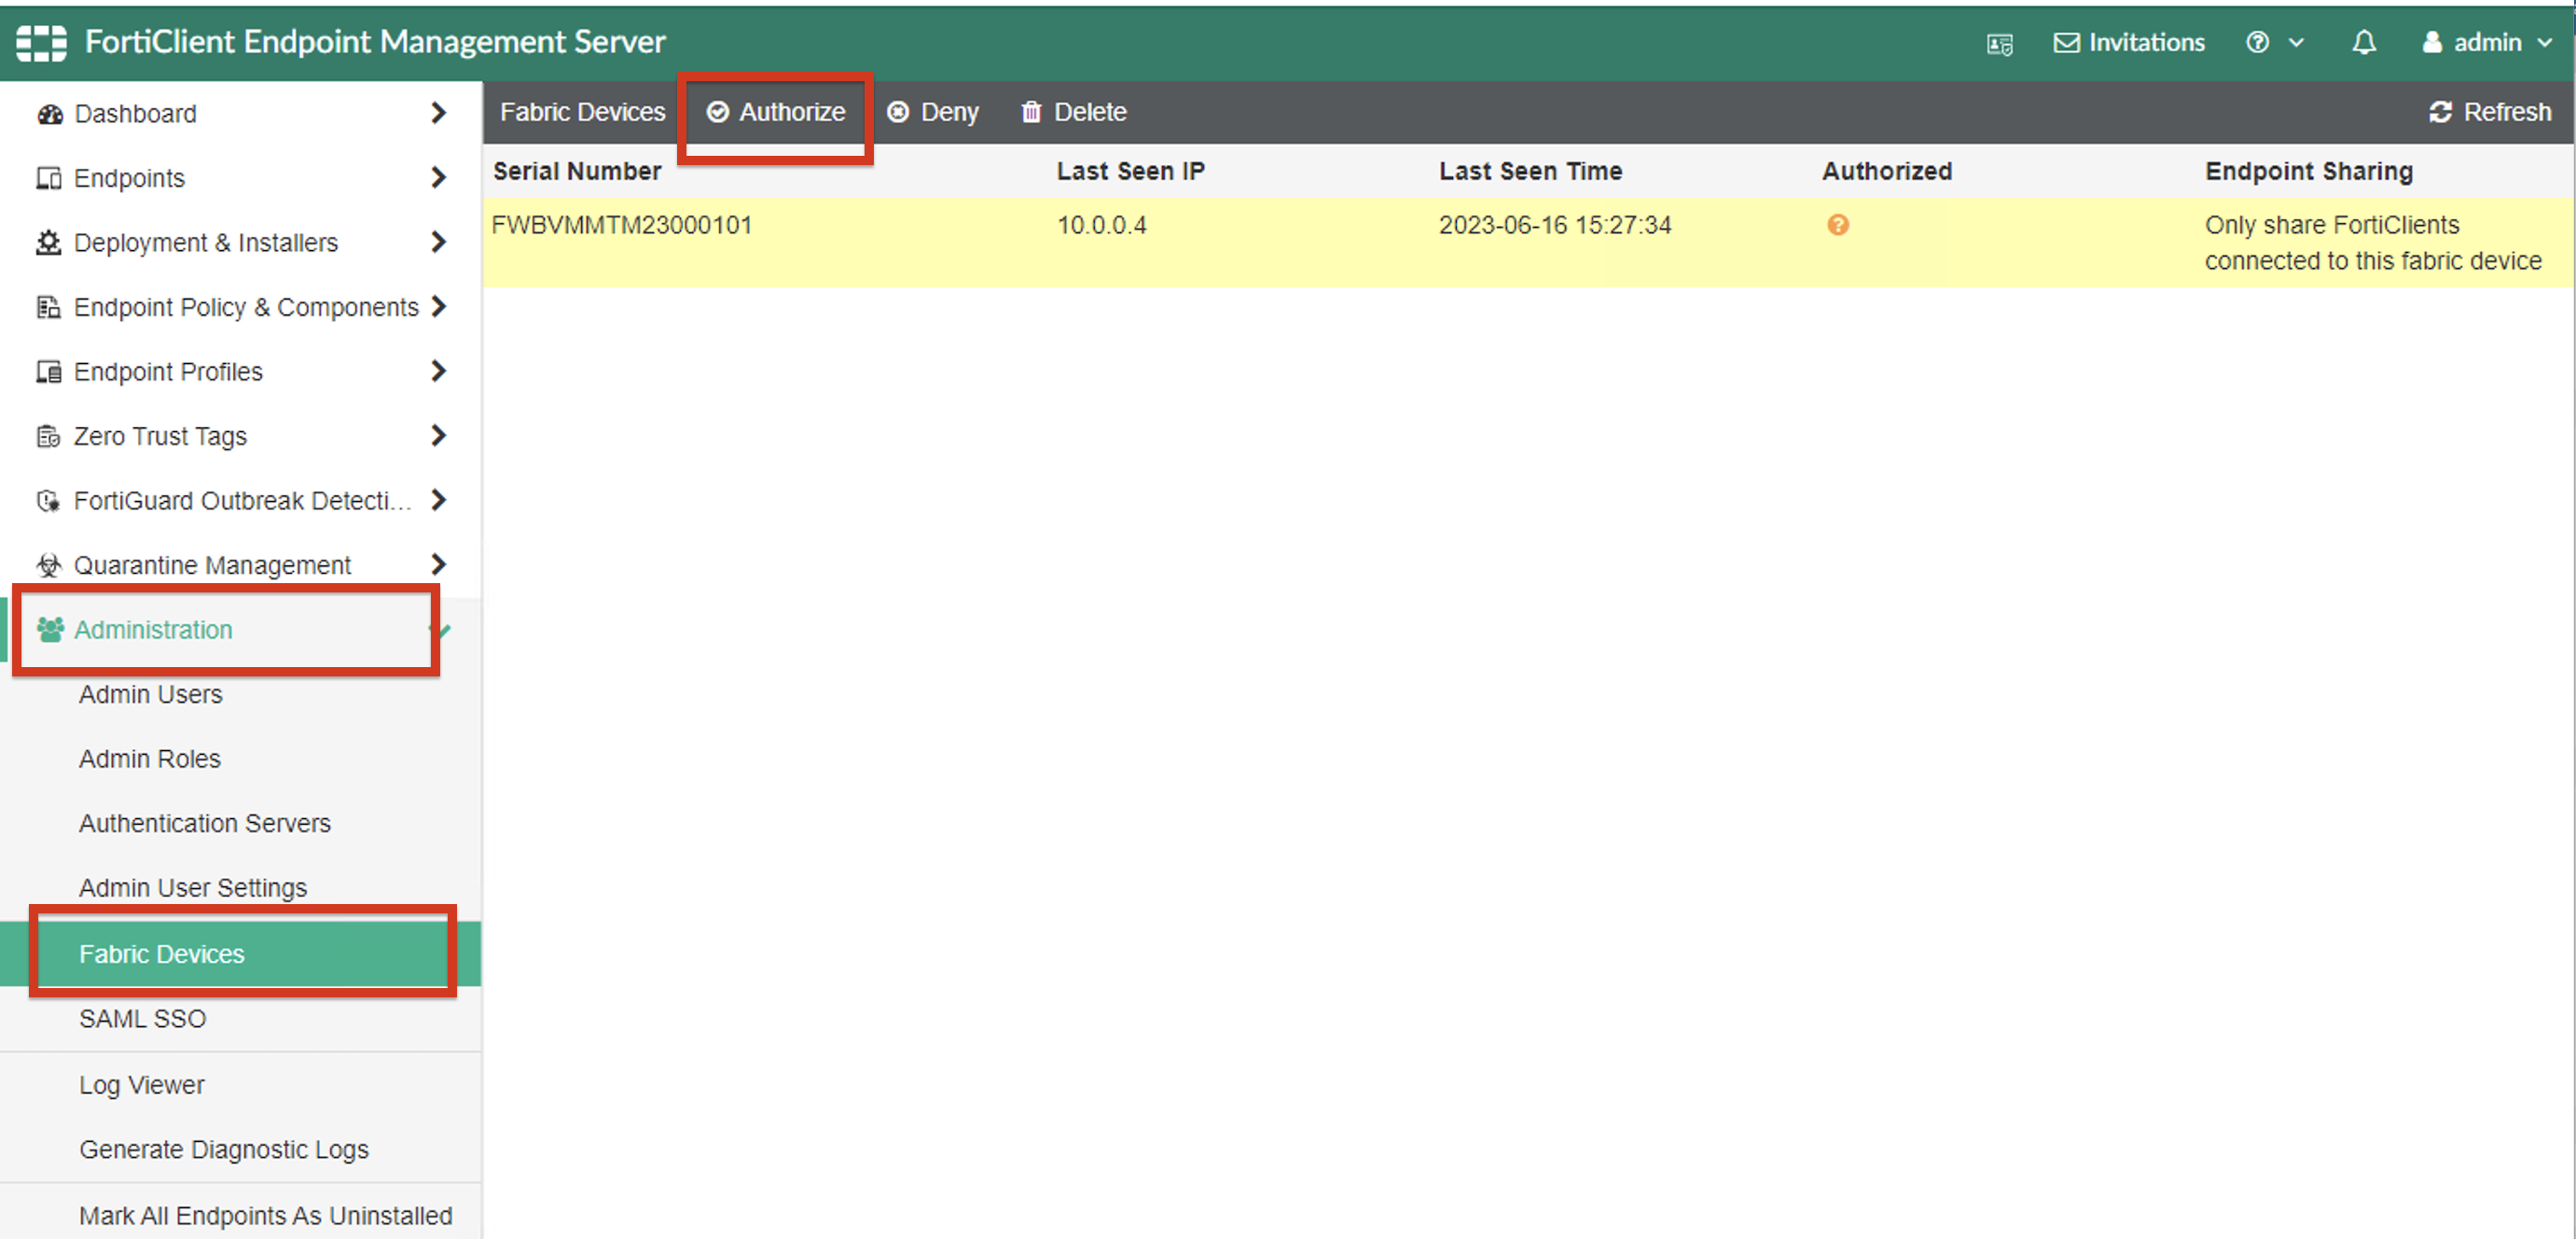 FortiClient Endpoint Management Server
Invitations
admin
Dashboard
Endpoints
Deployment & Installers
Endpoint Policy & Components
Endpoint Profiles
Zero Trust Tags
FortiGuard Outbreak Detecti...
Quarantine Management
Administration
Admin Users
Admin Roles
Authentication Servers
Admin User Settings
Fabric Devices
SAML SSO
Log Viewer
Generate Diagnostic Logs
Mark All Endpoints As Uninstalled
Fabric Devices Authorize Deny Delete Refresh
Serial Number Last Seen IP Last Seen Time Authorized Endpoint Sharing
FWBVMMTM23000101 10.0.0.4 2023-06-16 15:27:34 Only share FortiClients
connected to this fabric device